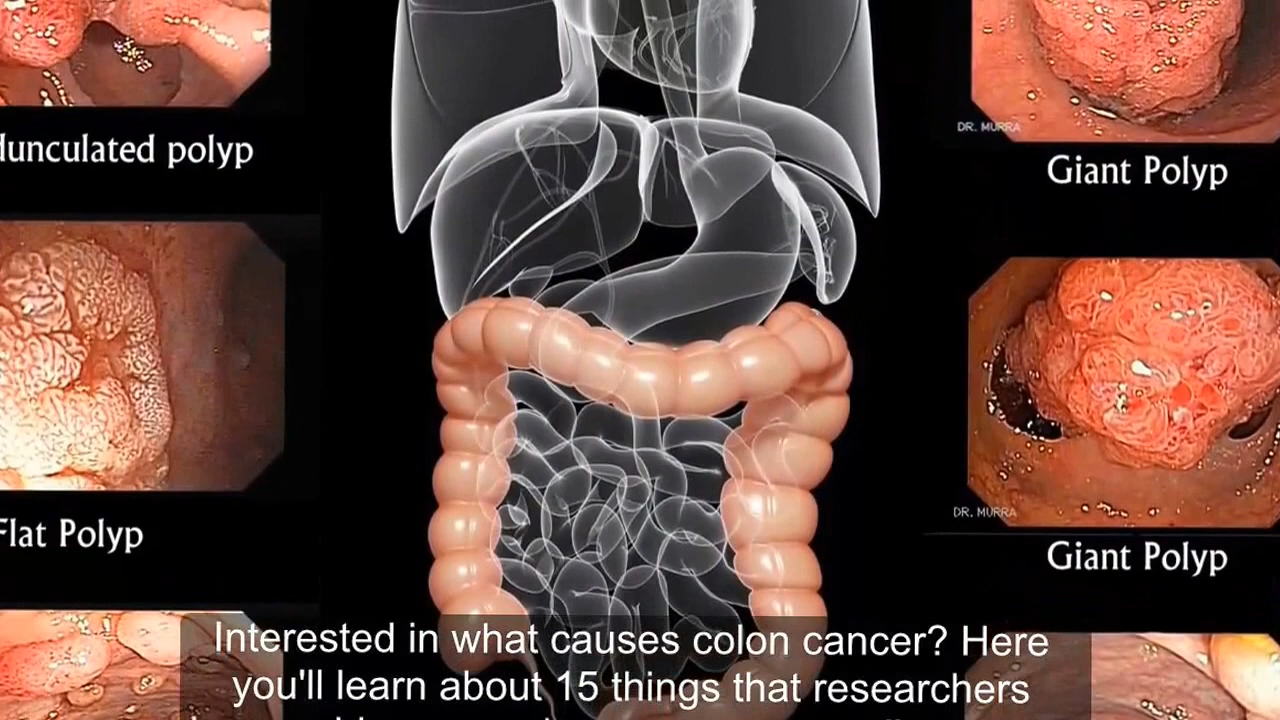 dunculated polyp
DR. MURRA
Giant Polyp
Flat Polyp
DR. MURRA
Giant Polyp
Interested in what causes colon cancer? Here
you'll learn about 15 things that researchers